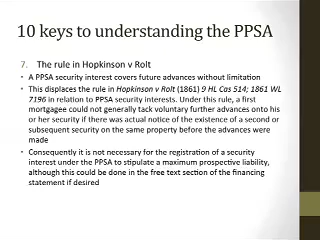 10 keys to understanding the PPSA
7. The rule in Hopkinson v Rolt
• A PPSA security interest covers future advances without limitation
• This displaces the rule in Hopkinson v Rolt (1861) 9 HL Cas 514; 1861 WL
7196 in relation to PPSA security interests. Under this rule, a first
mortgagee could not generally tack voluntary further advances onto his
or her security if there was actual notice of the existence of a second or
subsequent security on the same property before the advances were
made
• Consequently it is not necessary for the registration of a security
interest under the PPSA to stipulate a maximum prospective liability,
although this could be done in the free text section of the financing
statement if desired